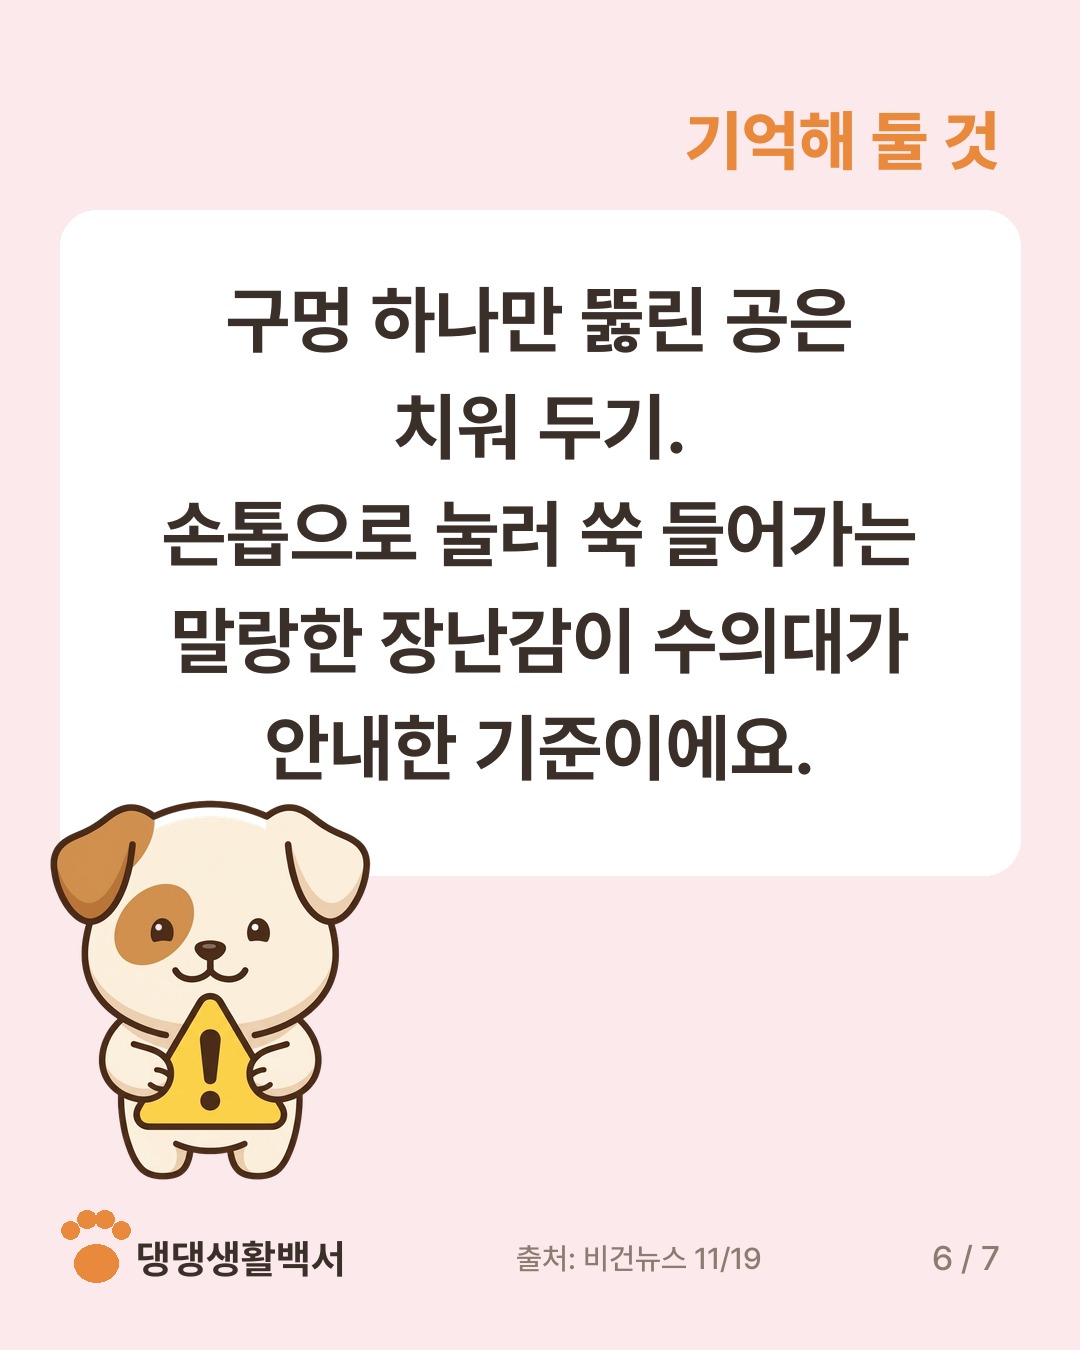 기억해 둘 것
구멍 하나만 뚫린 공은
치워 두기.
손톱으로 눌러 쑥 들어가는
말랑한 장난감이 수의대가
안내한 기준이에요.
댕댕생활백서
출처: 비건뉴스 11/19
6 / 7